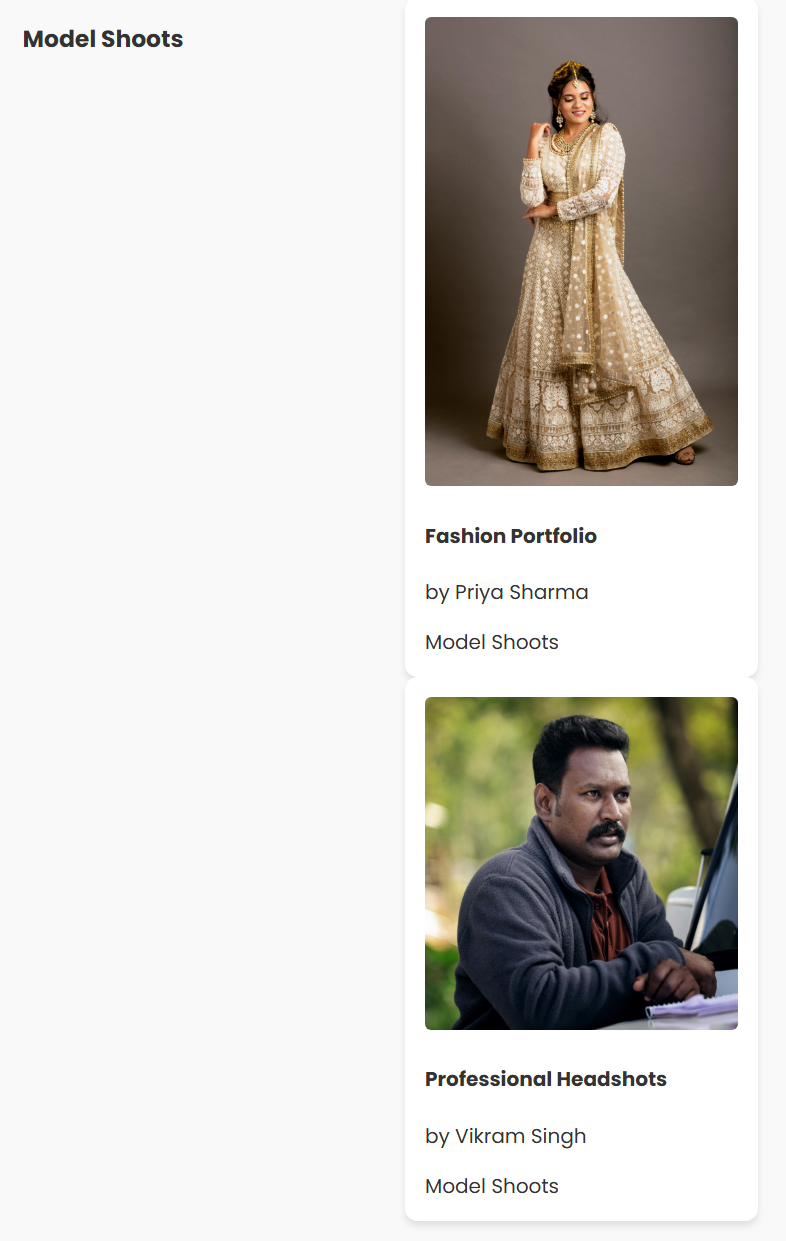 Model Shoots
Fashion Portfolio
by Priya Sharma
Model Shoots
Professional Headshots
by Vikram Singh
Model Shoots